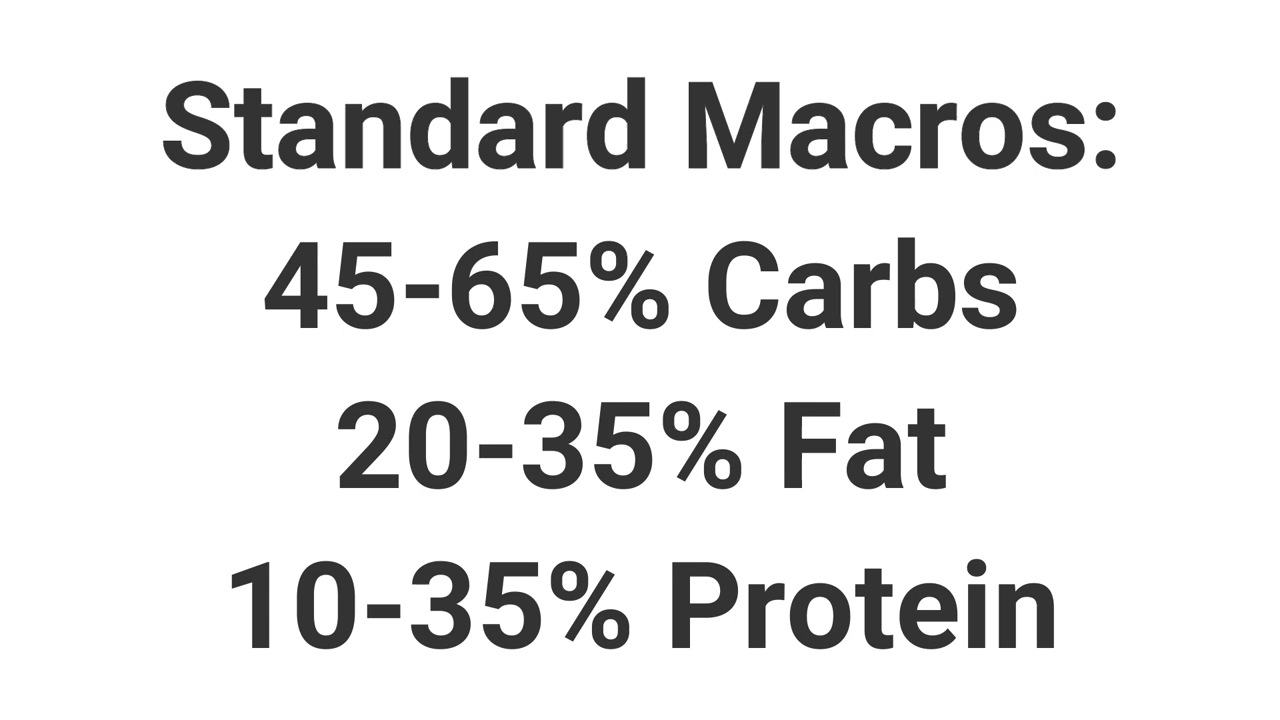 Standard Macros:
45-65% Carbs
20-35% Fat
10-35% Protein